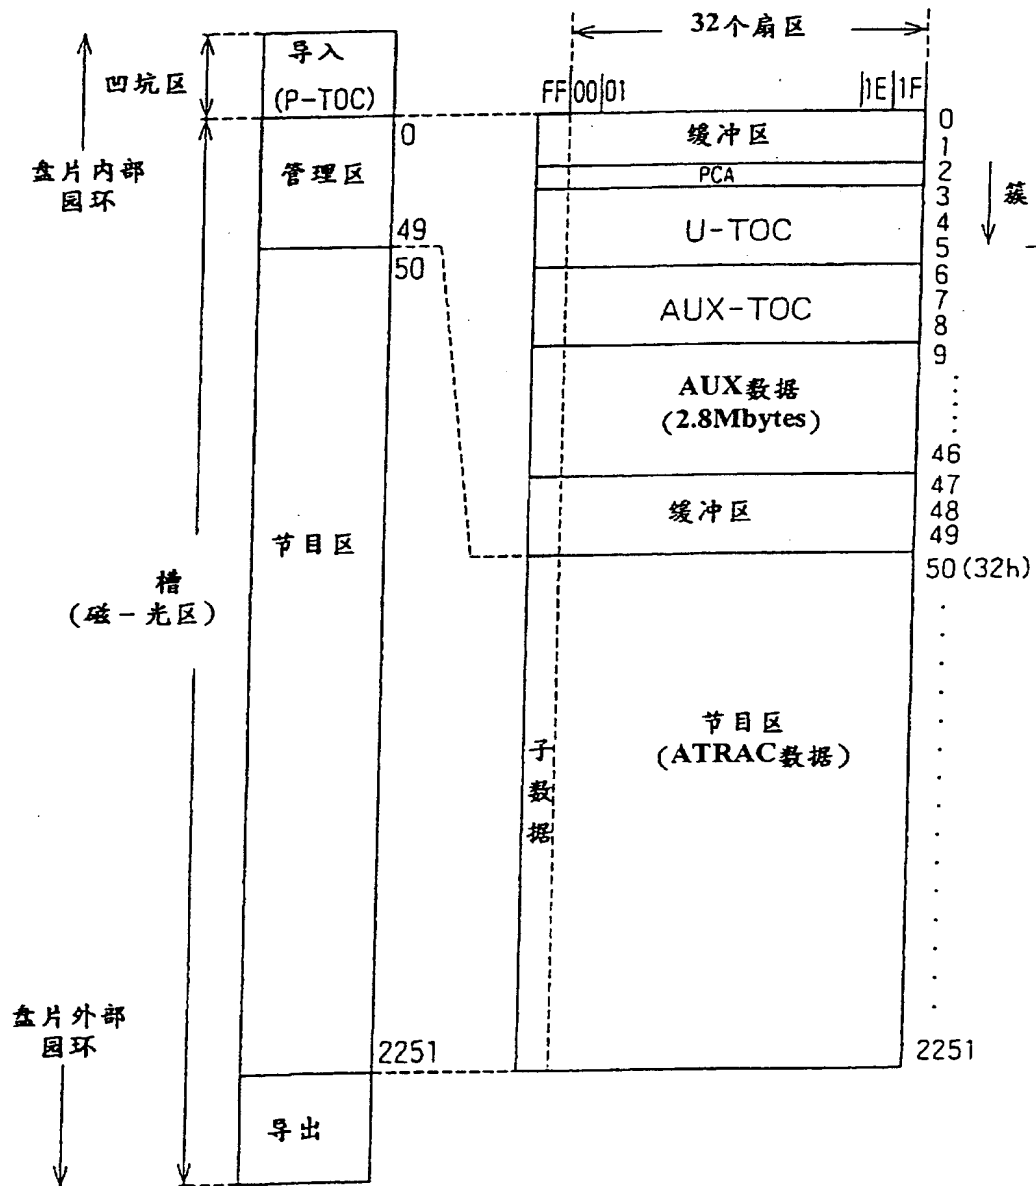 32个扇区
导入
(P-TOC)
凹坑区
FF 00 01 1E 1F
盘片内部
园环
0
管理区
49
50
节目区
槽
(磁-光区)
2251
盘片外部
园环
导出
缓冲区
0
1
PCA
2
簇
U-TOC
3
4
5
AUX-TOC
6
7
8
AUX数据
(2.8Mbytes)
9
46
缓冲区
47
48
49
50(32h)
子数据
节目区
(ATRAC数据)
2251